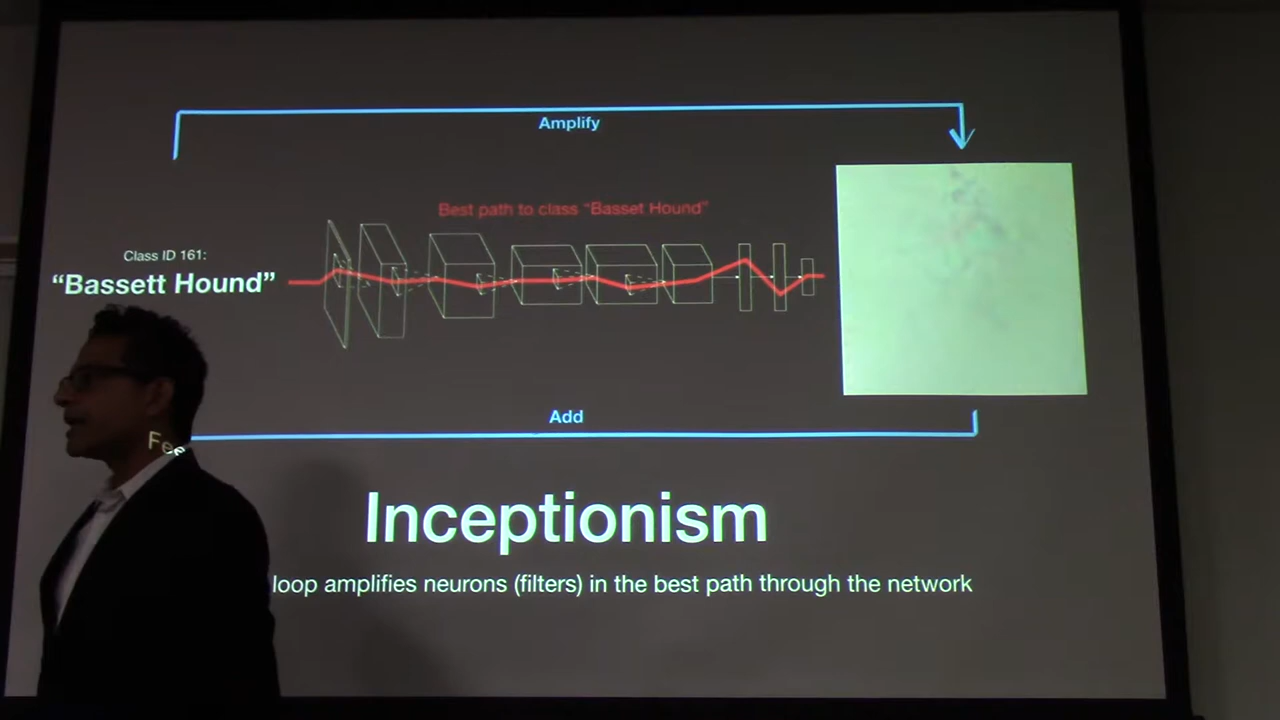 Amplify
Best path to class “Basset Hound”
Class ID 161:
“Bassett Hound”
Add
Fee
Inceptionism
loop amplifies neurons (filters) in the best path through the network